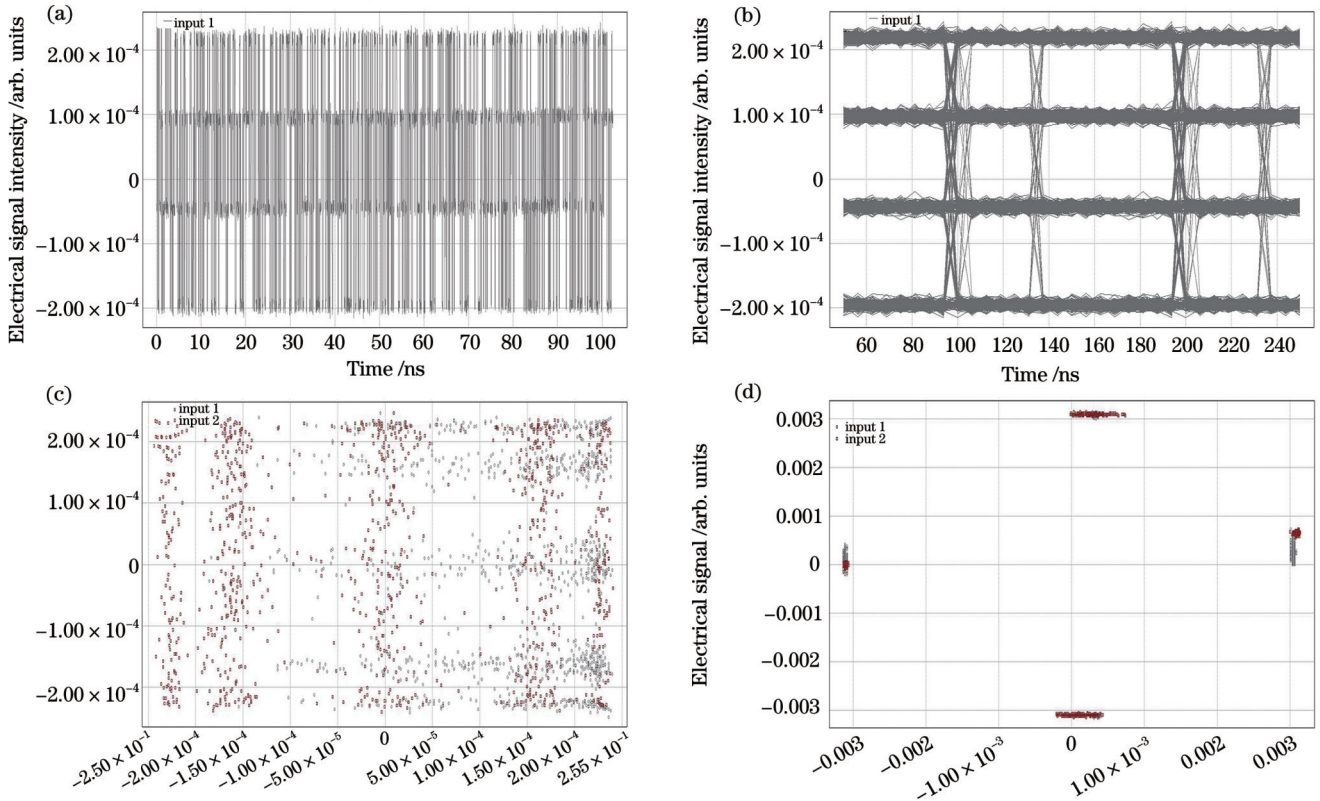 (a)
input 1
Electrical signal intensity /arb. units
2.00 × 10⁻⁴
1.00 × 10⁻⁴
0
−1.00 × 10⁻⁴
−2.00 × 10⁻⁴
0 10 20 30 40 50 60 70 80 90 100
Time /ns
(b)
input 1
Electrical signal intensity /arb. units
2.00 × 10⁻⁴
1.00 × 10⁻⁴
0
−1.00 × 10⁻⁴
−2.00 × 10⁻⁴
60 80 100 120 140 160 180 200 220 240
Time /ns
(c)
input 1
input 2
2.00 × 10⁻⁴
1.00 × 10⁻⁴
0
−1.00 × 10⁻⁴
−2.00 × 10⁻⁴
−2.50 × 10⁻¹
−2.00 × 10⁻⁴
−1.50 × 10⁻⁴
−1.00 × 10⁻⁴
−5.00 × 10⁻⁵
0
5.00 × 10⁻⁵
1.00 × 10⁻⁴
1.50 × 10⁻⁴
2.00 × 10⁻⁴
2.55 × 10⁻¹
(d)
input 1
input 2
Electrical signal /arb. units
0.003
0.002
0.001
0
−0.001
−0.002
−0.003
−0.003
−0.002
−1.00 × 10⁻³
0
1.00 × 10⁻³
0.002
0.003